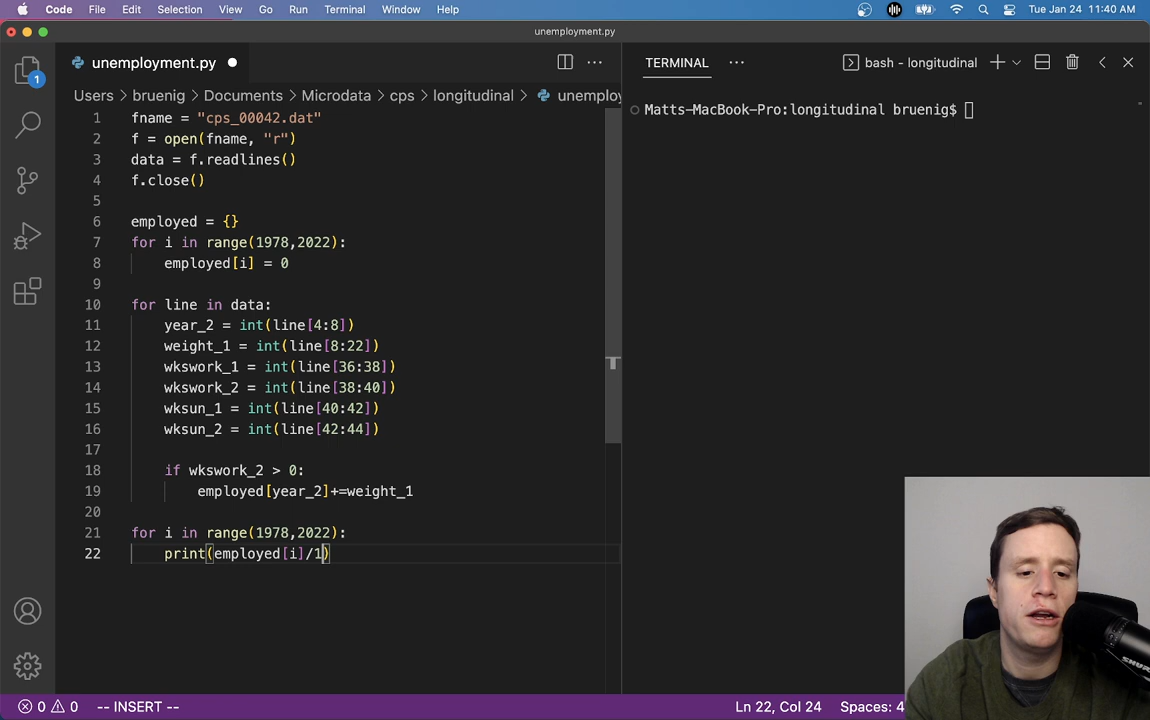 Code File Edit Selection View Go Run Terminal Window Help Tue Jan 24 11:40 AM
unemployment.py
unemployment.py
TERMINAL
bash - longitudinal
Users > bruenig > Documents > Microdata > cps > longitudinal > unemploy
1
1 fname = "cps_00042.dat"
2 f = open(fname, "r")
3 data = f.readlines()
4 f.close()
5
6 employed = {}
7 for i in range(1978,2022):
8 employed[i] = 0
9
10 for line in data:
11 year_2 = int(line[4:8])
12 weight_1 = int(line[8:22])
13 wkswork_1 = int(line[36:38])
14 wkswork_2 = int(line[38:40])
15 wksun_1 = int(line[40:42])
16 wksun_2 = int(line[42:44])
17
18 if wkswork_2 > 0:
19 employed[year_2]+=weight_1
20
21 for i in range(1978,2022):
22 print(employed[i]/1)
Matts-MacBook-Pro:longitudinal bruenig$
SHURE
0 0 -- INSERT -- Ln 22, Col 24 Spaces: 4